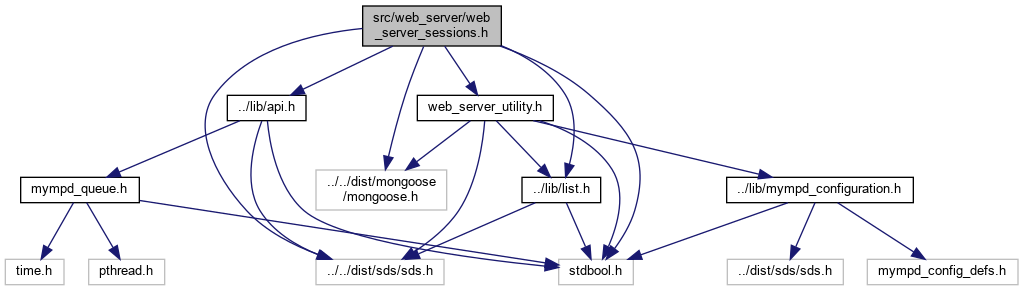 src/web_server/web
_server_sessions.h
../lib/api.h
web_server_utility.h
../../dist/mongoose
/mongoose.h
mympd_queue.h
../lib/list.h
../lib/mympd_configuration.h
time.h
pthread.h
../../dist/sds/sds.h
stdbool.h
../dist/sds/sds.h
mympd_config_defs.h